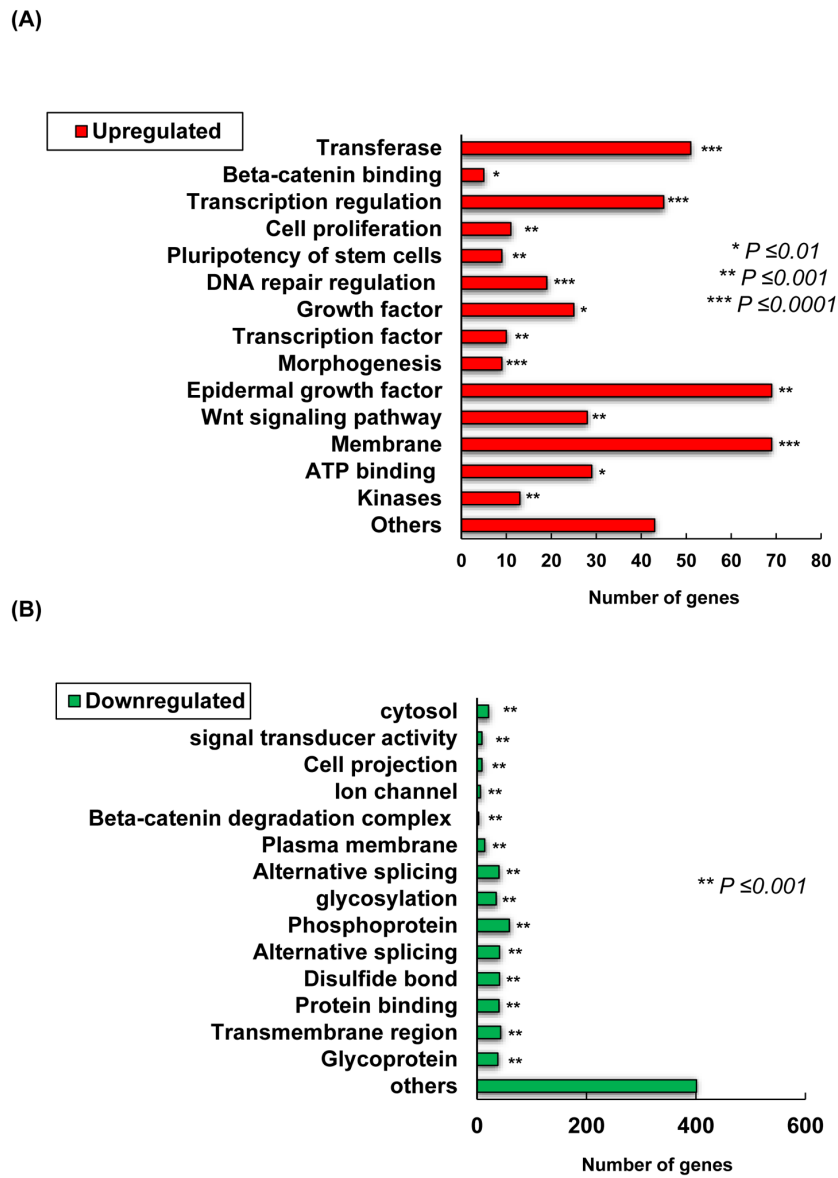 (A)
Upregulated
Transferase ***
Beta-catenin binding *
Transcription regulation ***
Cell proliferation **
Pluripotency of stem cells **
* P ≤0.01
DNA repair regulation ***
** P ≤0.001
Growth factor *
*** P ≤0.0001
Transcription factor **
Morphogenesis ***
Epidermal growth factor **
Wnt signaling pathway **
Membrane ***
ATP binding *
Kinases **
Others
0 10 20 30 40 50 60 70 80
Number of genes
(B)
Downregulated
cytosol **
signal transducer activity **
Cell projection **
Ion channel **
Beta-catenin degradation complex **
Plasma membrane **
Alternative splicing **
** P ≤0.001
glycosylation **
Phosphoprotein **
Alternative splicing **
Disulfide bond **
Protein binding **
Transmembrane region **
Glycoprotein **
others
0 200 400 600
Number of genes